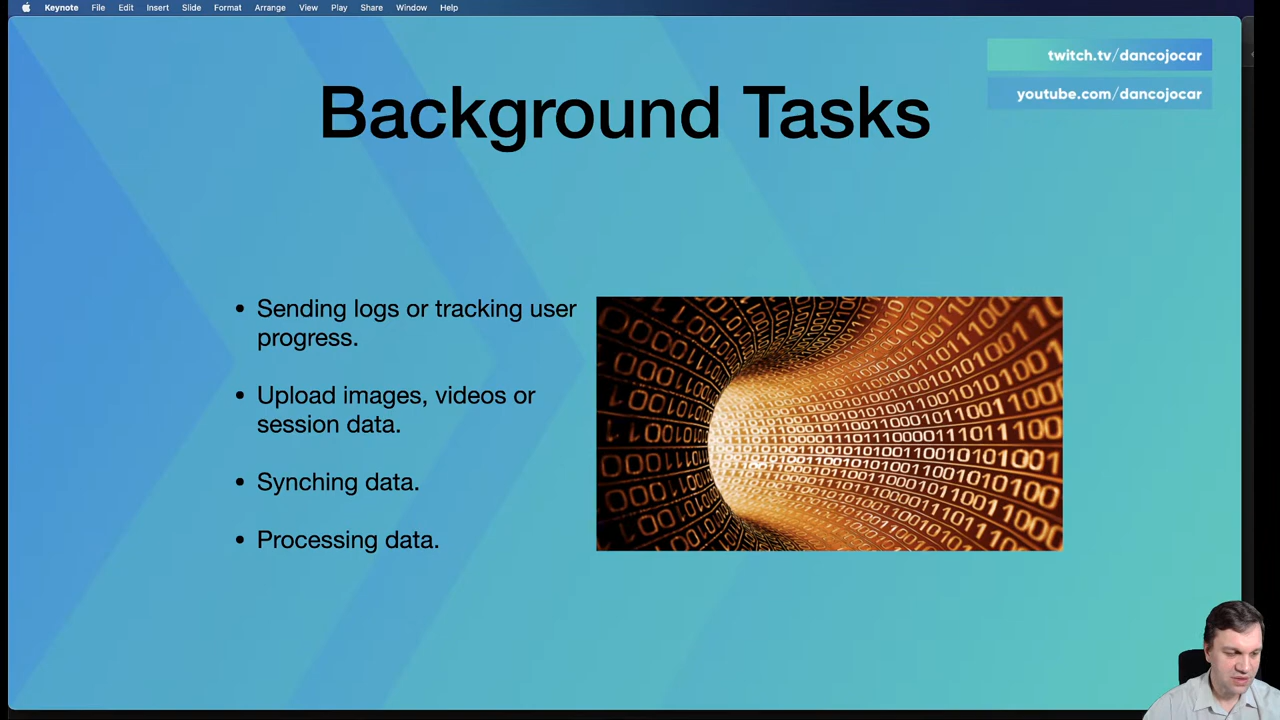 Keynote File Edit Insert Slide Format Arrange View Play Share Window Help
twitch.tv/dancojocar
youtube.com/dancojocar
Background Tasks
• Sending logs or tracking user
progress.
• Upload images, videos or
session data.
• Synching data.
• Processing data.